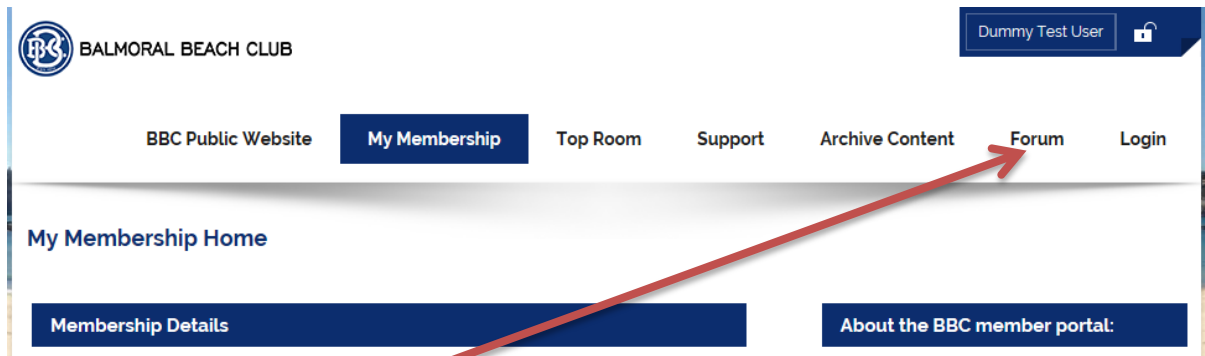 BBC BALMORAL BEACH CLUB
Dummy Test User
BBC Public Website My Membership Top Room Support Archive Content Forum Login
My Membership Home
Membership Details
About the BBC member portal: